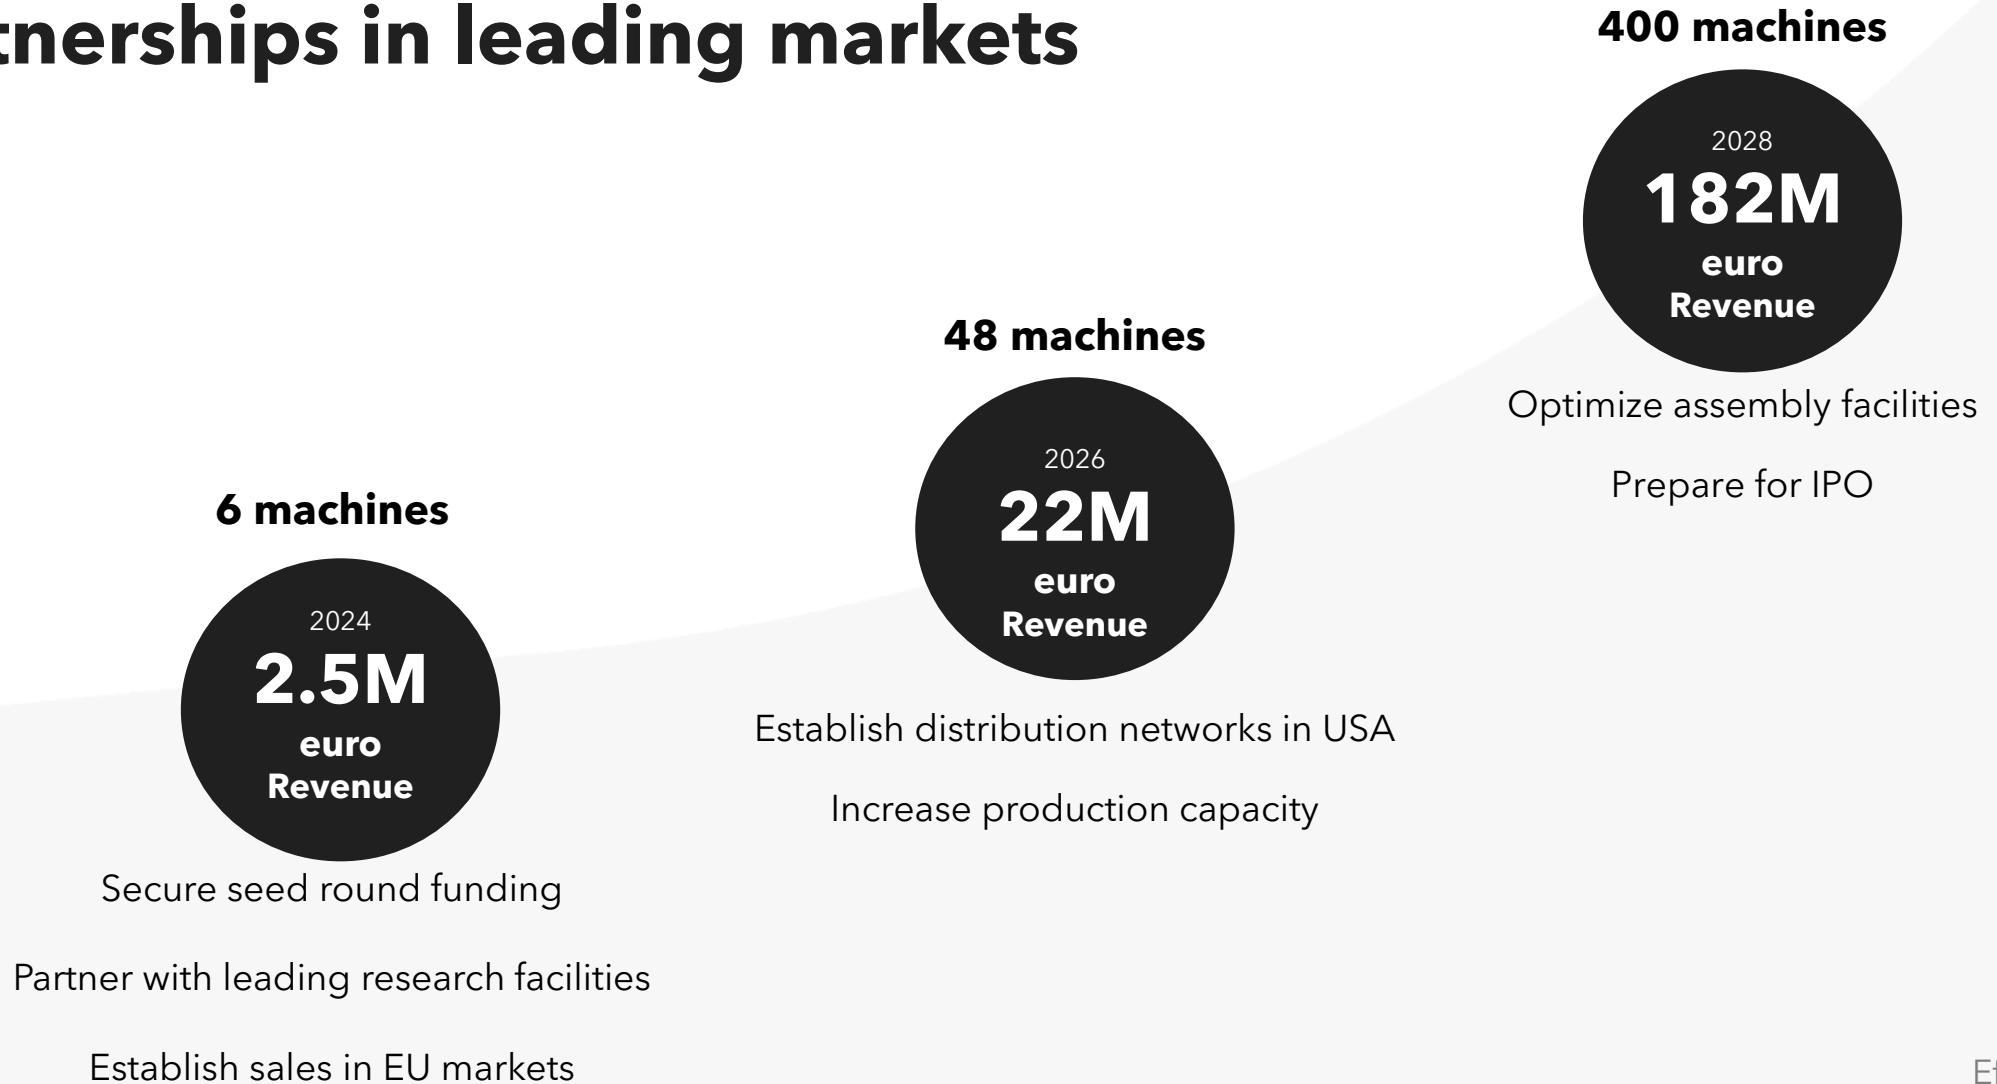 tnerships in leading markets
6 machines
2024
2.5M
euro
Revenue
Secure seed round funding
Partner with leading research facilities
Establish sales in EU markets
48 machines
2026
22M
euro
Revenue
Establish distribution networks in USA
Increase production capacity
400 machines
2028
182M
euro
Revenue
Optimize assembly facilities
Prepare for IPO